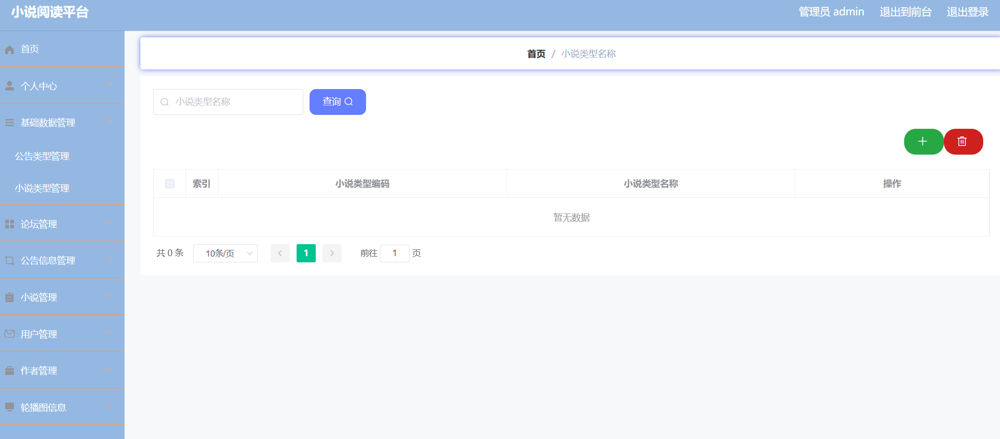 小说阅读平台
管理员 admin 退出到前台 退出登录
首页
个人中心
基础数据管理
公告类型管理
小说类型管理
论坛管理
公告信息管理
小说管理
用户管理
作者管理
轮播图信息
首页 / 小说类型名称
小说类型名称 查询
索引 小说类型编码 小说类型名称 操作
暂无数据
共 0 条 10条/页 1 前往 1 页